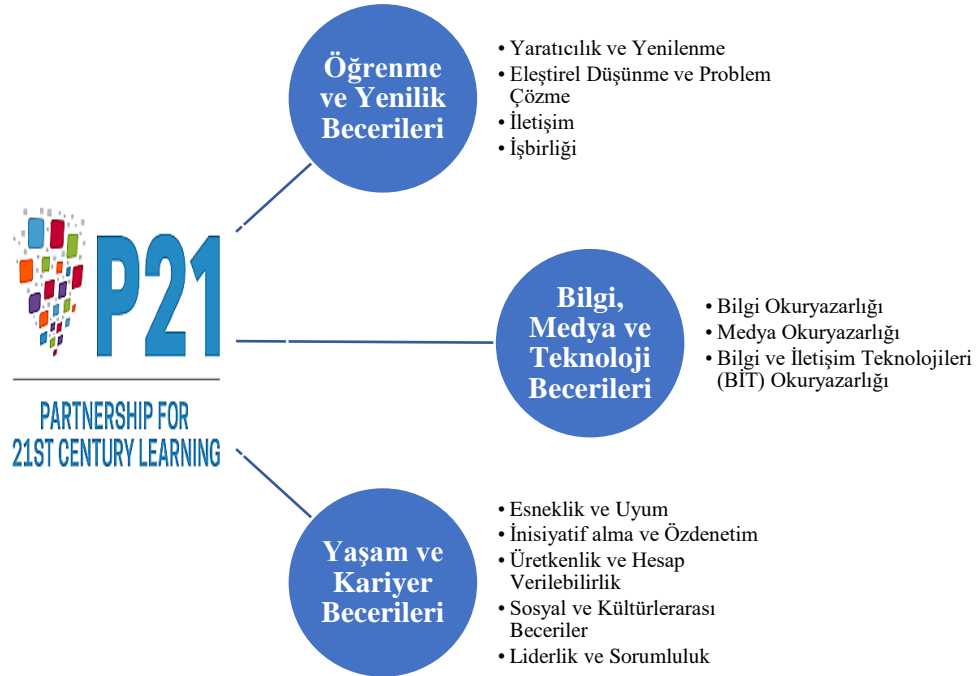 Öğrenme
ve Yenilik
Becerileri
• Yaratıcılık ve Yenilenme
• Eleştirel Düşünme ve Problem
Çözme
• İletişim
• İşbirliği
P21
PARTNERSHIP FOR
21ST CENTURY LEARNING
Bilgi,
Medya ve
Teknoloji
Becerileri
• Bilgi Okuryazarlığı
• Medya Okuryazarlığı
• Bilgi ve İletişim Teknolojileri
(BİT) Okuryazarlığı
Yaşam ve
Kariyer
Becerileri
• Esneklik ve Uyum
• İnisiyatif alma ve Özdenetim
• Üretkenlik ve Hesap
Verilebilirlik
• Sosyal ve Kültürlerarası
Beceriler
• Liderlik ve Sorumluluk